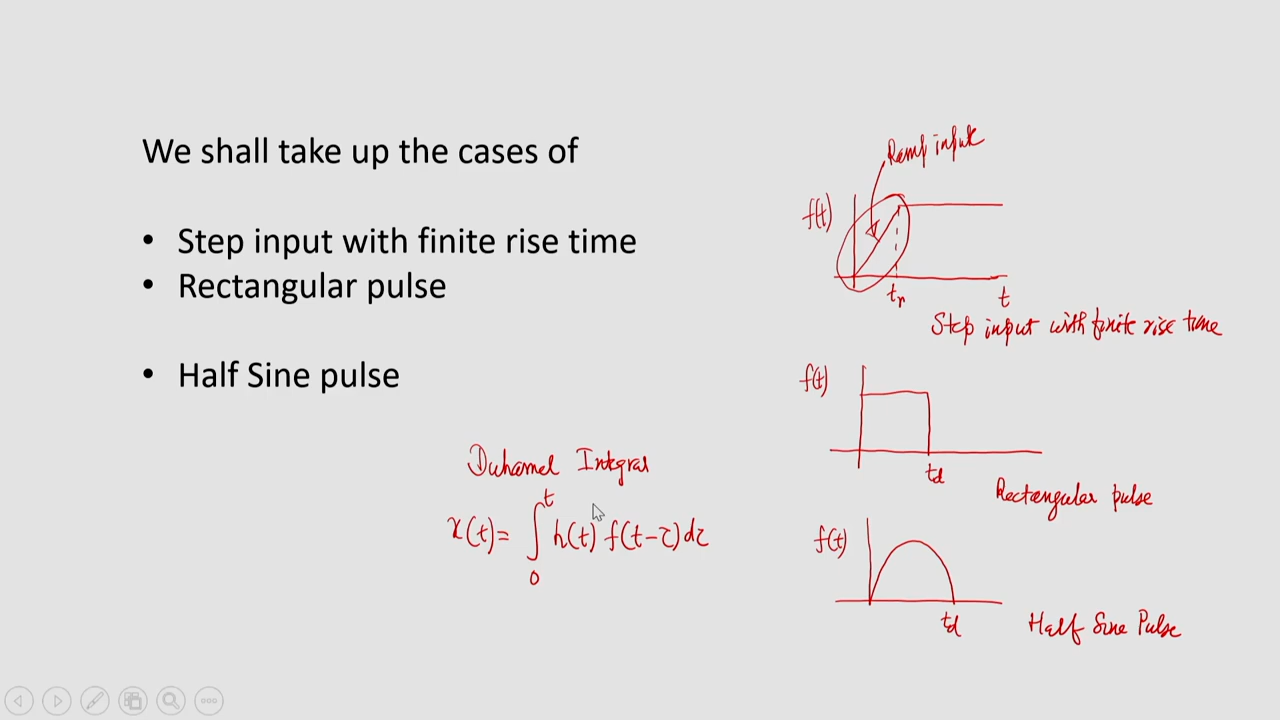 We shall take up the cases of
• Step input with finite rise time
• Rectangular pulse
• Half Sine pulse
Duhamel Integral
x(t)= ∫₀ᵗ h(t) f(t-τ)dτ
Ramp input
f(t)
tr
t
Step input with finite rise time
f(t)
td
Rectangular pulse
f(t)
td
Half Sine Pulse